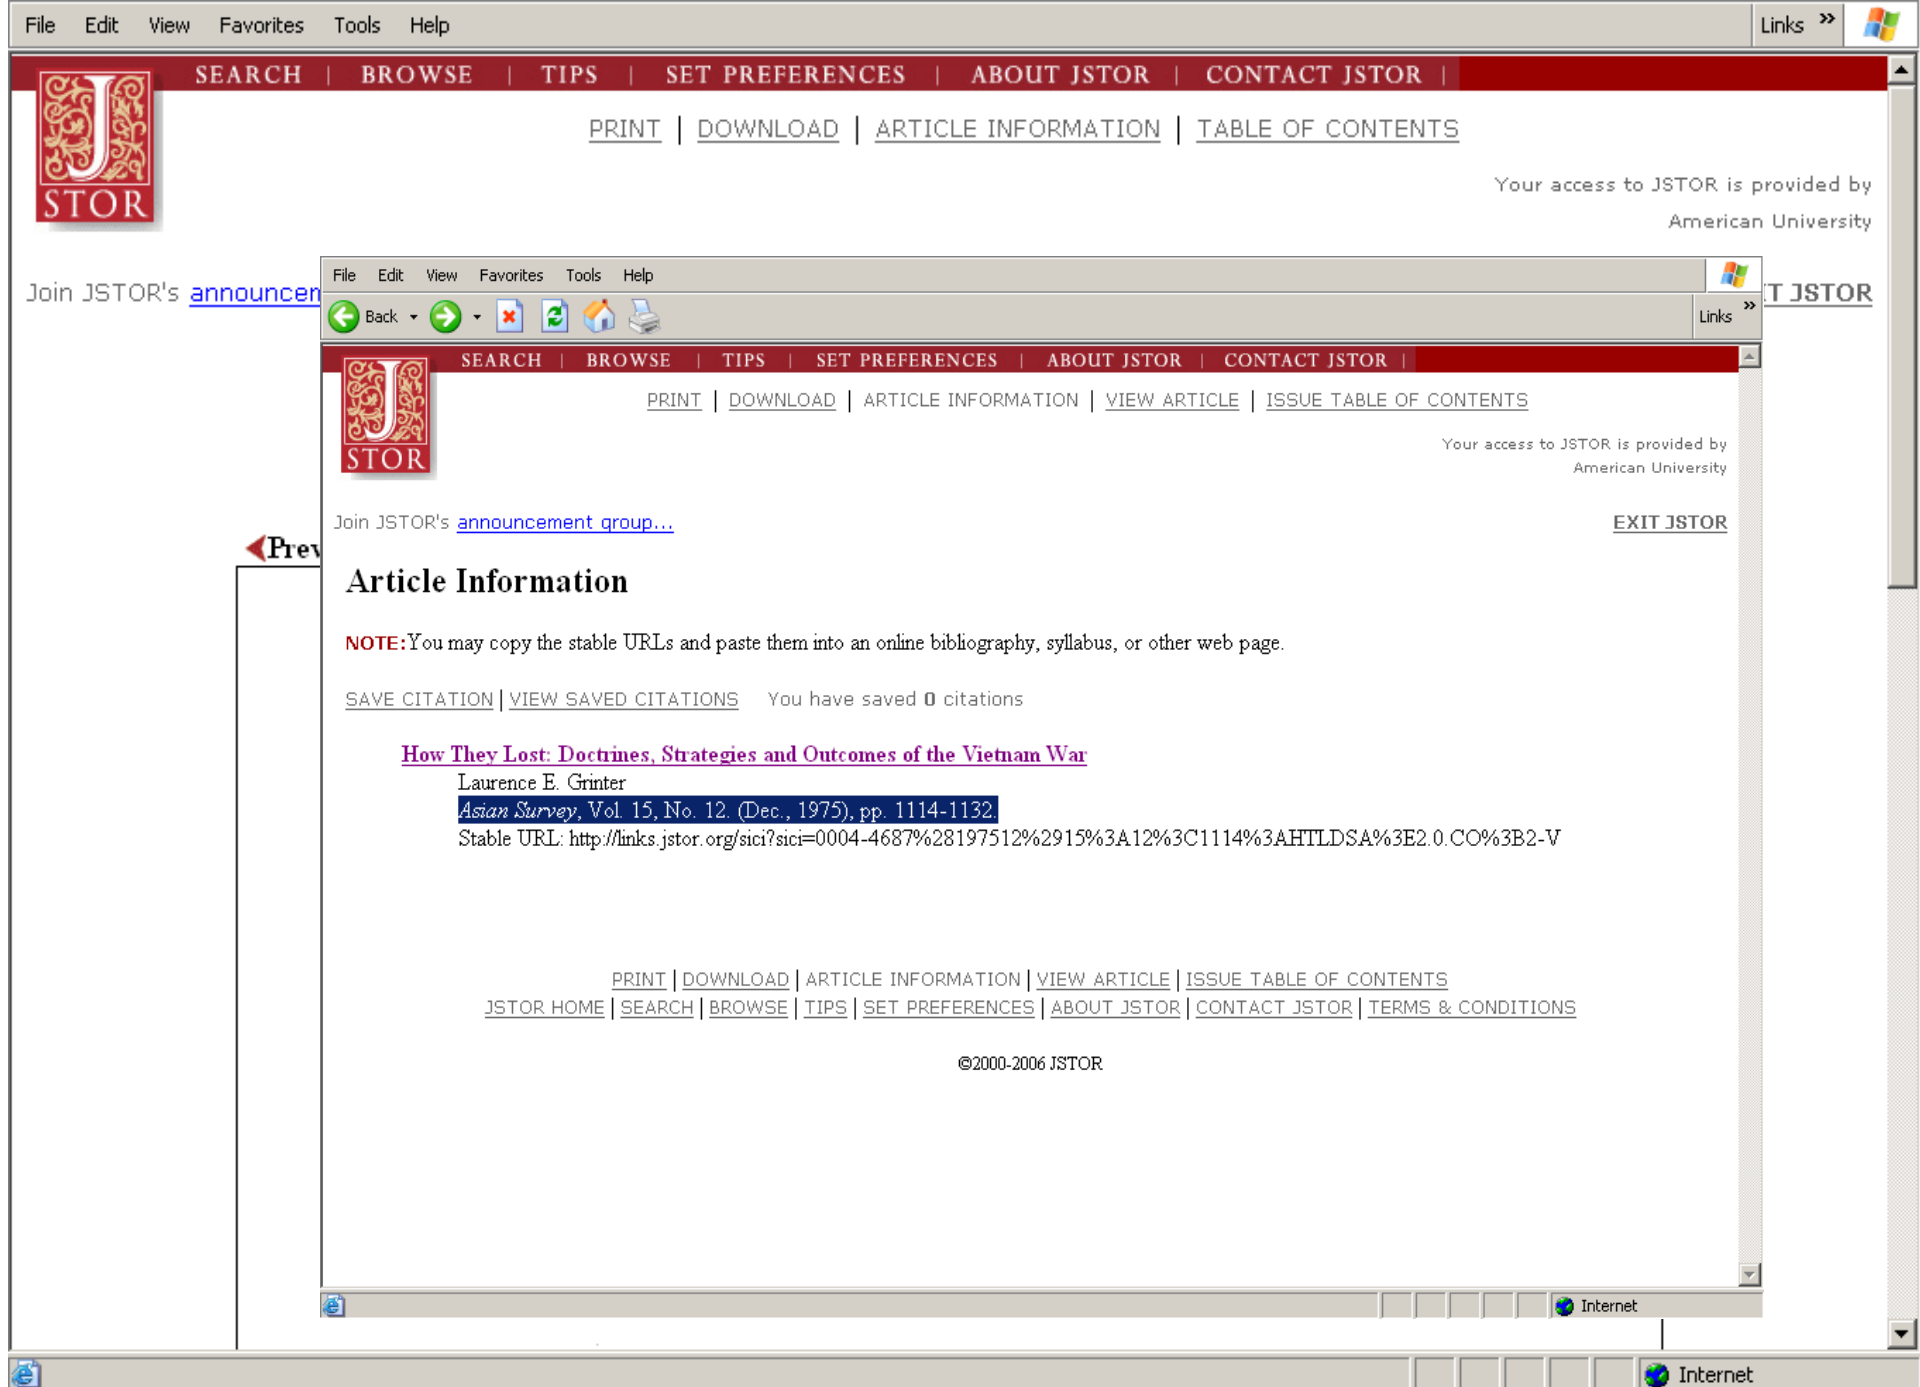 File Edit View Favorites Tools Help Links »
SEARCH | BROWSE | TIPS | SET PREFERENCES | ABOUT JSTOR | CONTACT JSTOR |
J
STOR
PRINT | DOWNLOAD | ARTICLE INFORMATION | TABLE OF CONTENTS
Your access to JSTOR is provided by
American University
Join JSTOR's announcem
T JSTOR
Prev
File Edit View Favorites Tools Help
Back Links »
SEARCH | BROWSE | TIPS | SET PREFERENCES | ABOUT JSTOR | CONTACT JSTOR |
J
STOR
PRINT | DOWNLOAD | ARTICLE INFORMATION | VIEW ARTICLE | ISSUE TABLE OF CONTENTS
Your access to JSTOR is provided by
American University
Join JSTOR's announcement group... EXIT JSTOR
Article Information
NOTE:You may copy the stable URLs and paste them into an online bibliography, syllabus, or other web page.
SAVE CITATION | VIEW SAVED CITATIONS You have saved 0 citations
How They Lost: Doctrines, Strategies and Outcomes of the Vietnam War
Laurence E. Grinter
Asian Survey, Vol. 15, No. 12. (Dec., 1975), pp. 1114-1132.
Stable URL: http://links.jstor.org/sici?sici=0004-4687%28197512%2915%3A12%3C1114%3AHTLDSA%3E2.0.CO%3B2-V
PRINT | DOWNLOAD | ARTICLE INFORMATION | VIEW ARTICLE | ISSUE TABLE OF CONTENTS
JSTOR HOME | SEARCH | BROWSE | TIPS | SET PREFERENCES | ABOUT JSTOR | CONTACT JSTOR | TERMS & CONDITIONS
©2000-2006 JSTOR
Internet
Internet